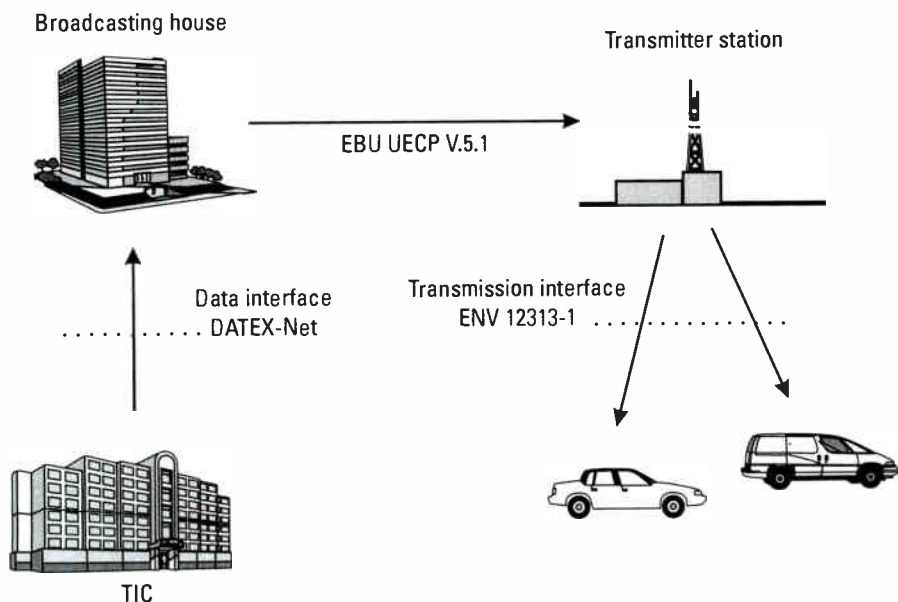 Broadcasting house
Transmitter station
EBU UECP V.5.1
Data interface
DATEX-Net
Transmission interface
ENV 12313-1
TIC